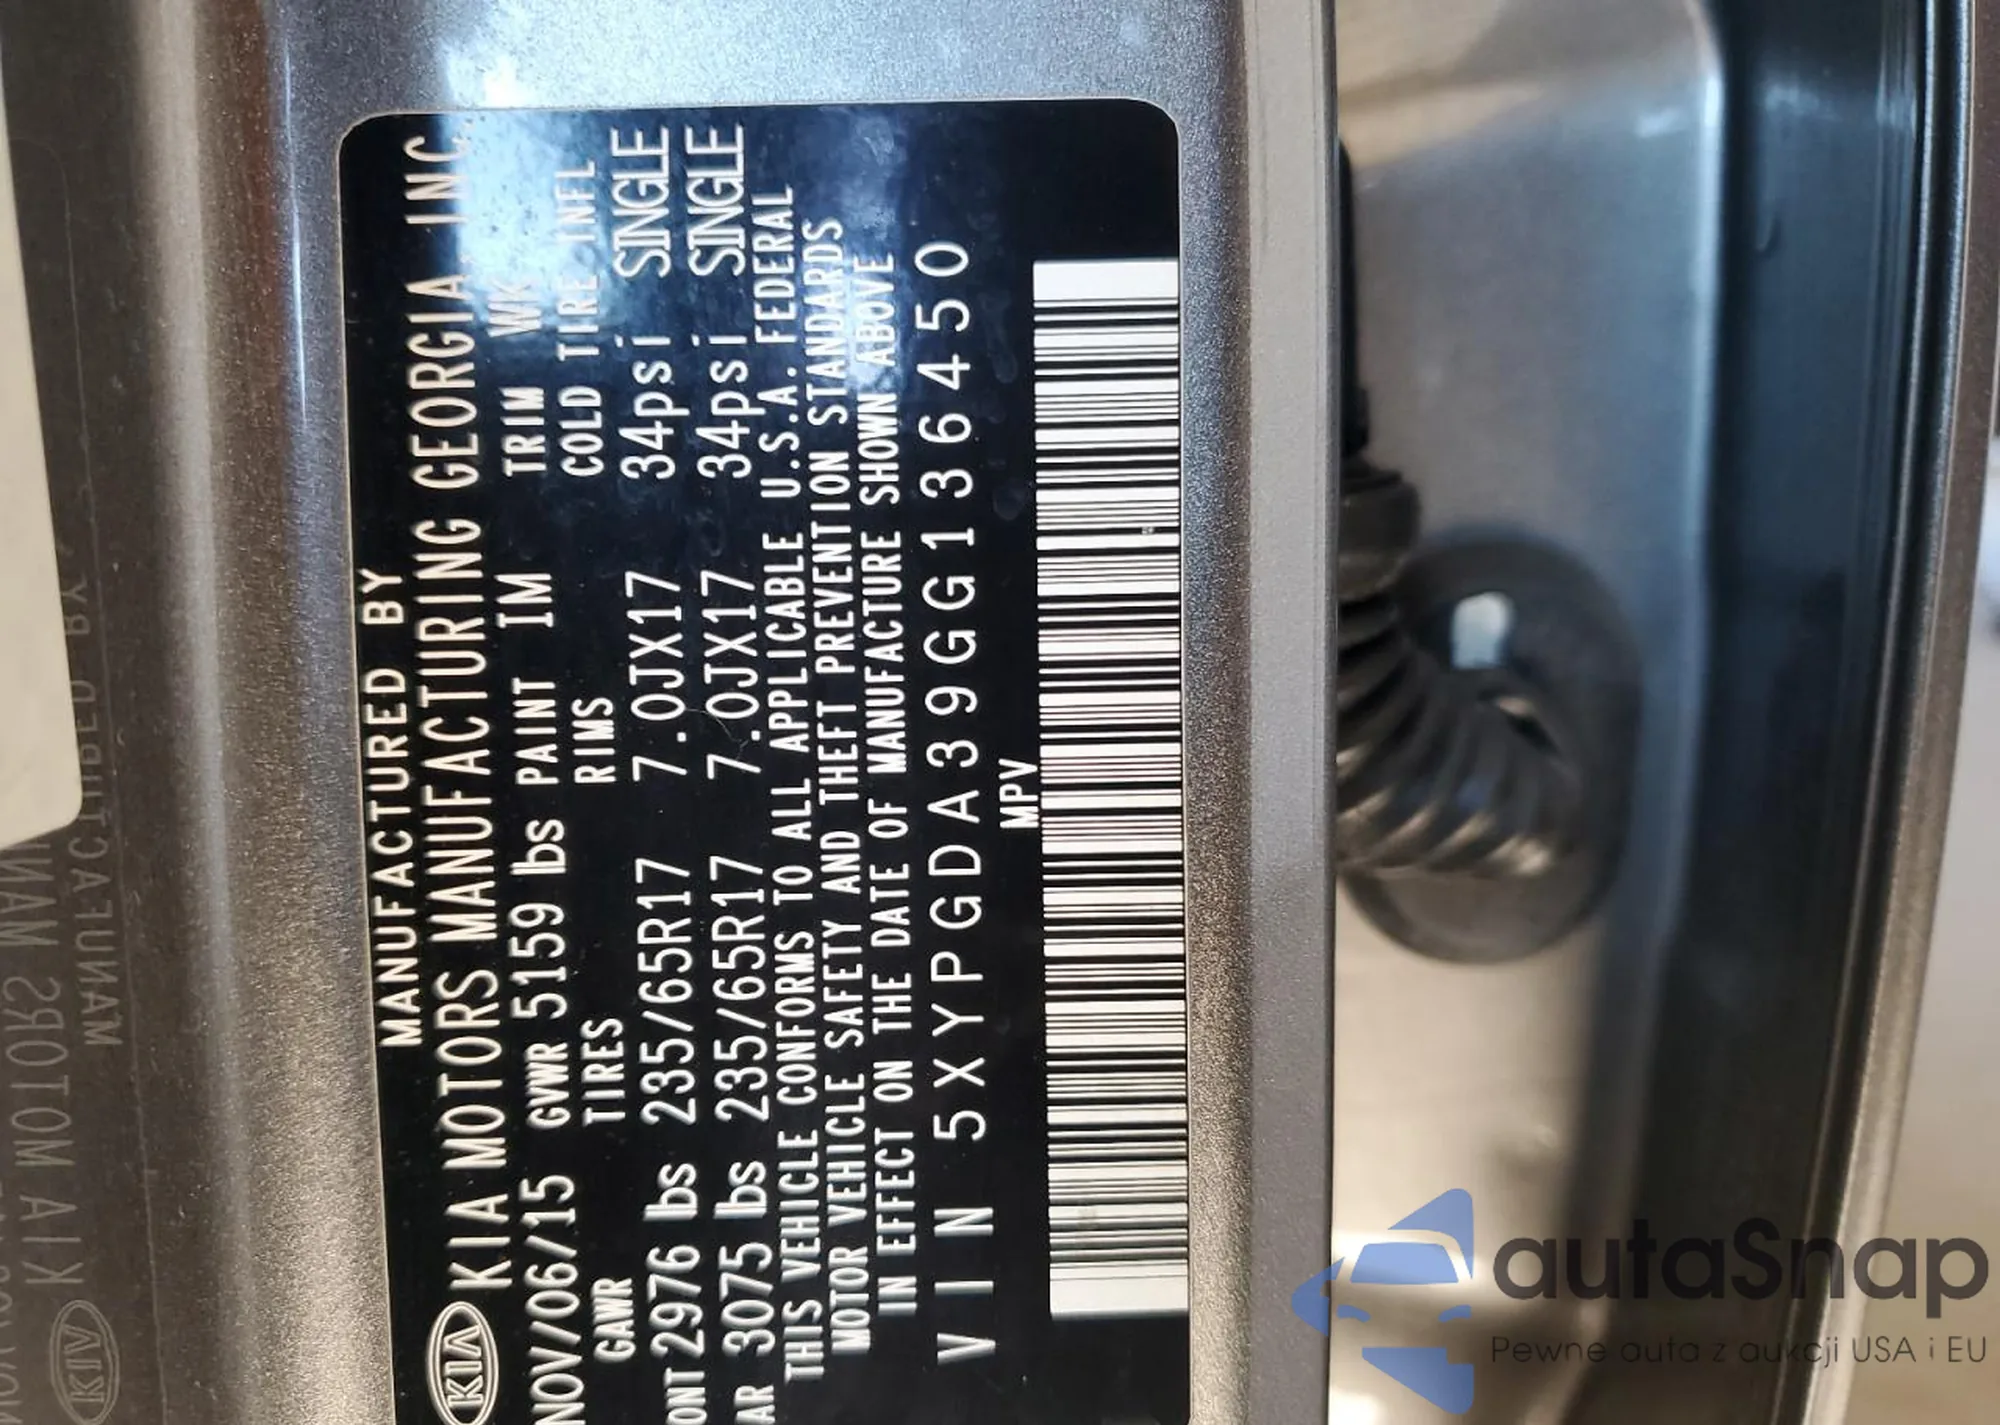 MANUFACTURED BY
KIA KIA MOTORS MANUFACTURING GEORGIA, INC.
NOV/06/15 GVWR 5159 lbs PAINT IM TRIM WK
GAWR TIRES RIMS COLD TIRE INFL
ONT 2976 lbs 235/65R17 7.0JX17 34psi SINGLE
AR 3075 lbs 235/65R17 7.0JX17 34psi SINGLE
THIS VEHICLE CONFORMS TO ALL APPLICABLE U.S.A. FEDERAL
MOTOR VEHICLE SAFETY AND THEFT PREVENTION STANDARDS
IN EFFECT ON THE DATE OF MANUFACTURE SHOWN ABOVE
VIN 5XYPGDA39GG136450
MPV
autaSnap
Pewne auta z aukcji USA i EU